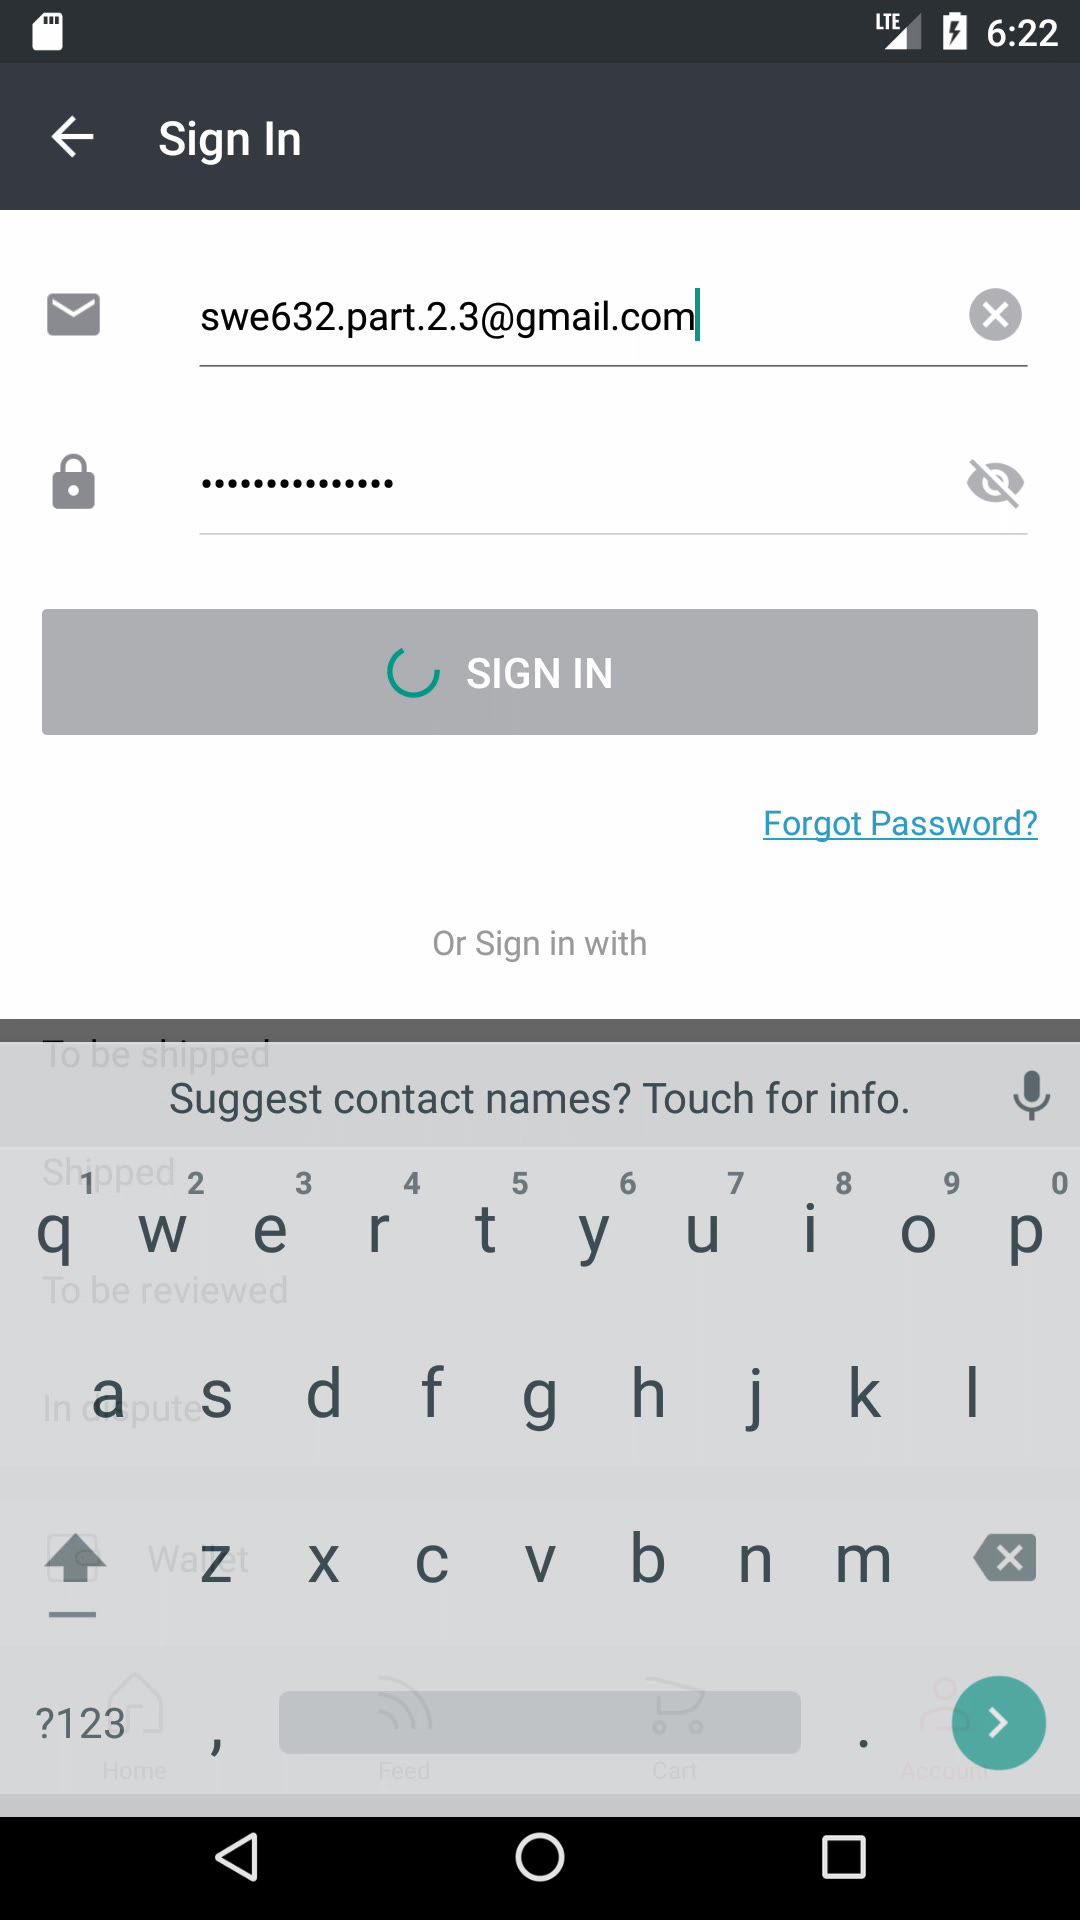 LTE 6:22
Sign In
swe632.part.2.3@gmail.com
•••••••••••••••
SIGN IN
Forgot Password?
Or Sign in with
To be shipped
Suggest contact names? Touch for info.
Shipped
1 2 3 4 5 6 7 8 9 0
q w e r t y u i o p
To be reviewed
a s d f g h j k l
In dispute
Wallet
z x c v b n m
?123 , .
Home Feed Cart Account